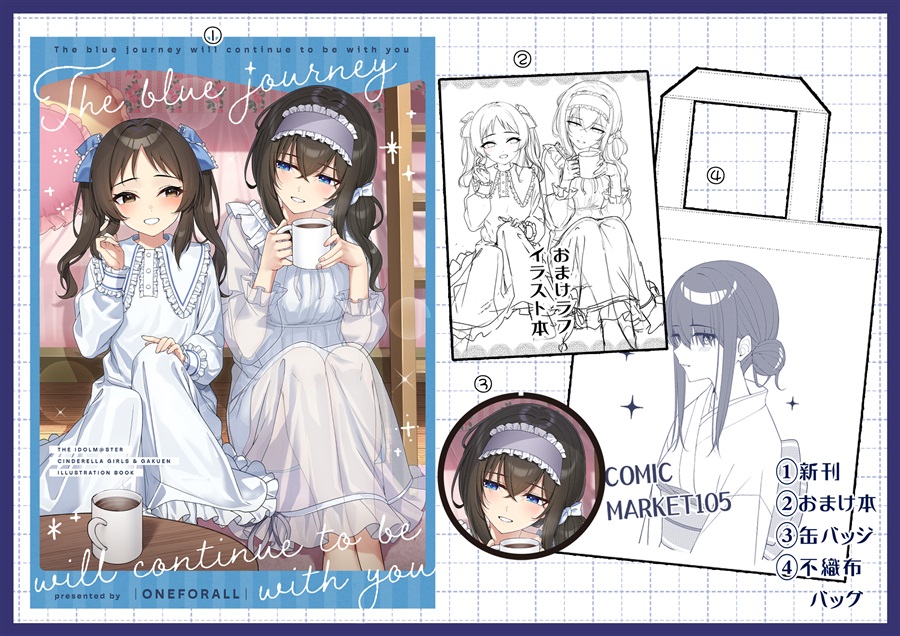 ①
The blue journey will continue to be with you
The blue journey
THE IDOLM@STER
CINDERELLA GIRLS & GAKUEN
ILLUSTRATION BOOK
will continue to be
with you
presented by | ONEFORALL |
②
おまけラフ
イラスト本
③
④
COMIC
MARKET105
①新刊
②おまけ本
③缶バッジ
④不織布
バッグ